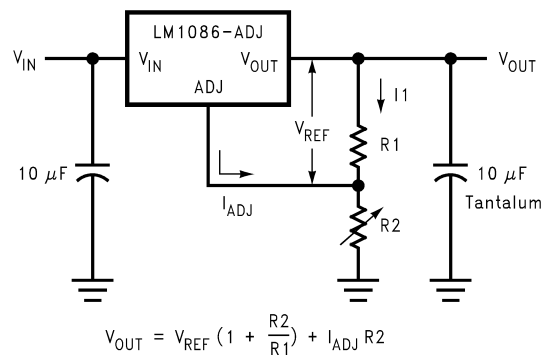 LM1086-ADJ
V_IN
V_IN
V_OUT
V_OUT
ADJ
I1
V_REF
10 µF
R1
10 µF
Tantalum
I_ADJ
R2
V_OUT = V_REF (1 + R2/R1) + I_ADJ R2